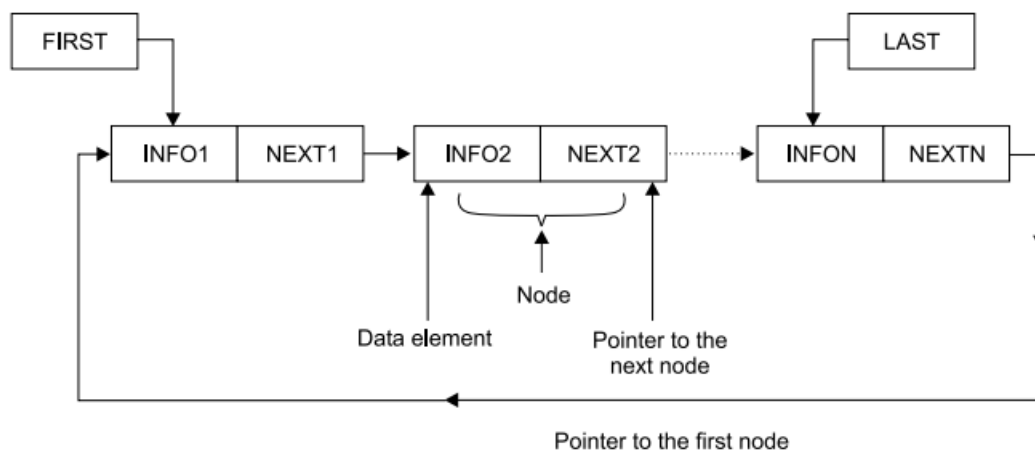 FIRST
LAST
INFO1
NEXT1
INFO2
NEXT2
INFON
NEXTN
Node
Data element
Pointer to the
next node
Pointer to the first node